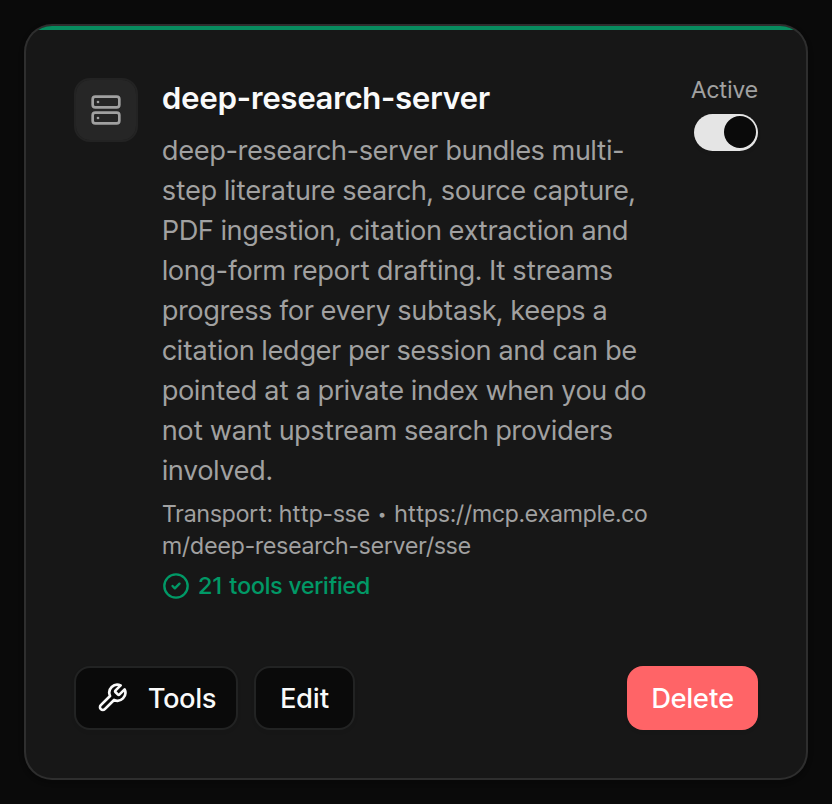 deep-research-server
Active
deep-research-server bundles multi-
step literature search, source capture,
PDF ingestion, citation extraction and
long-form report drafting. It streams
progress for every subtask, keeps a
citation ledger per session and can be
pointed at a private index when you do
not want upstream search providers
involved.
Transport: http-sse • https://mcp.example.co
m/deep-research-server/sse
21 tools verified
Tools
Edit
Delete